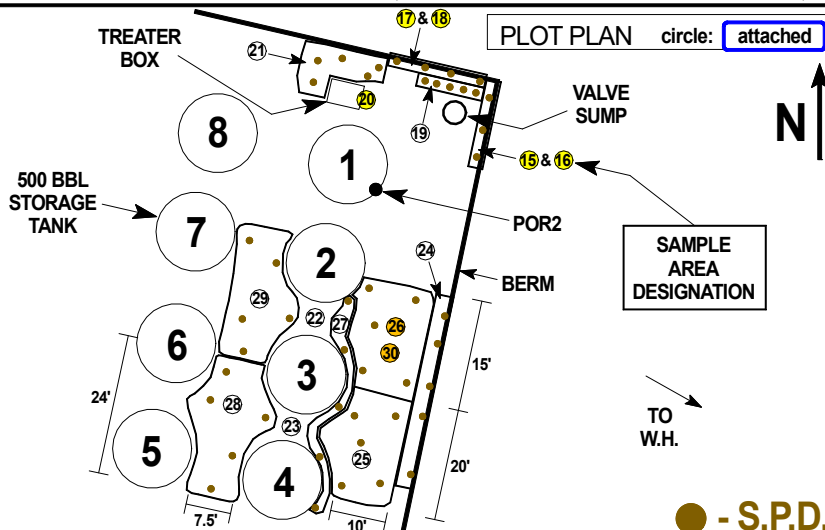 17 & 18
PLOT PLAN circle: attached
TREATER
BOX
21
20
19
VALVE
SUMP
N
8
1
15 & 16
500 BBL
STORAGE
TANK
7
POR2
SAMPLE
AREA
DESIGNATION
2
24
BERM
29
22
27
26
30
6
3
15'
24'
28
23
TO
W.H.
5
4
25
20'
7.5'
10'
- S.P.D.